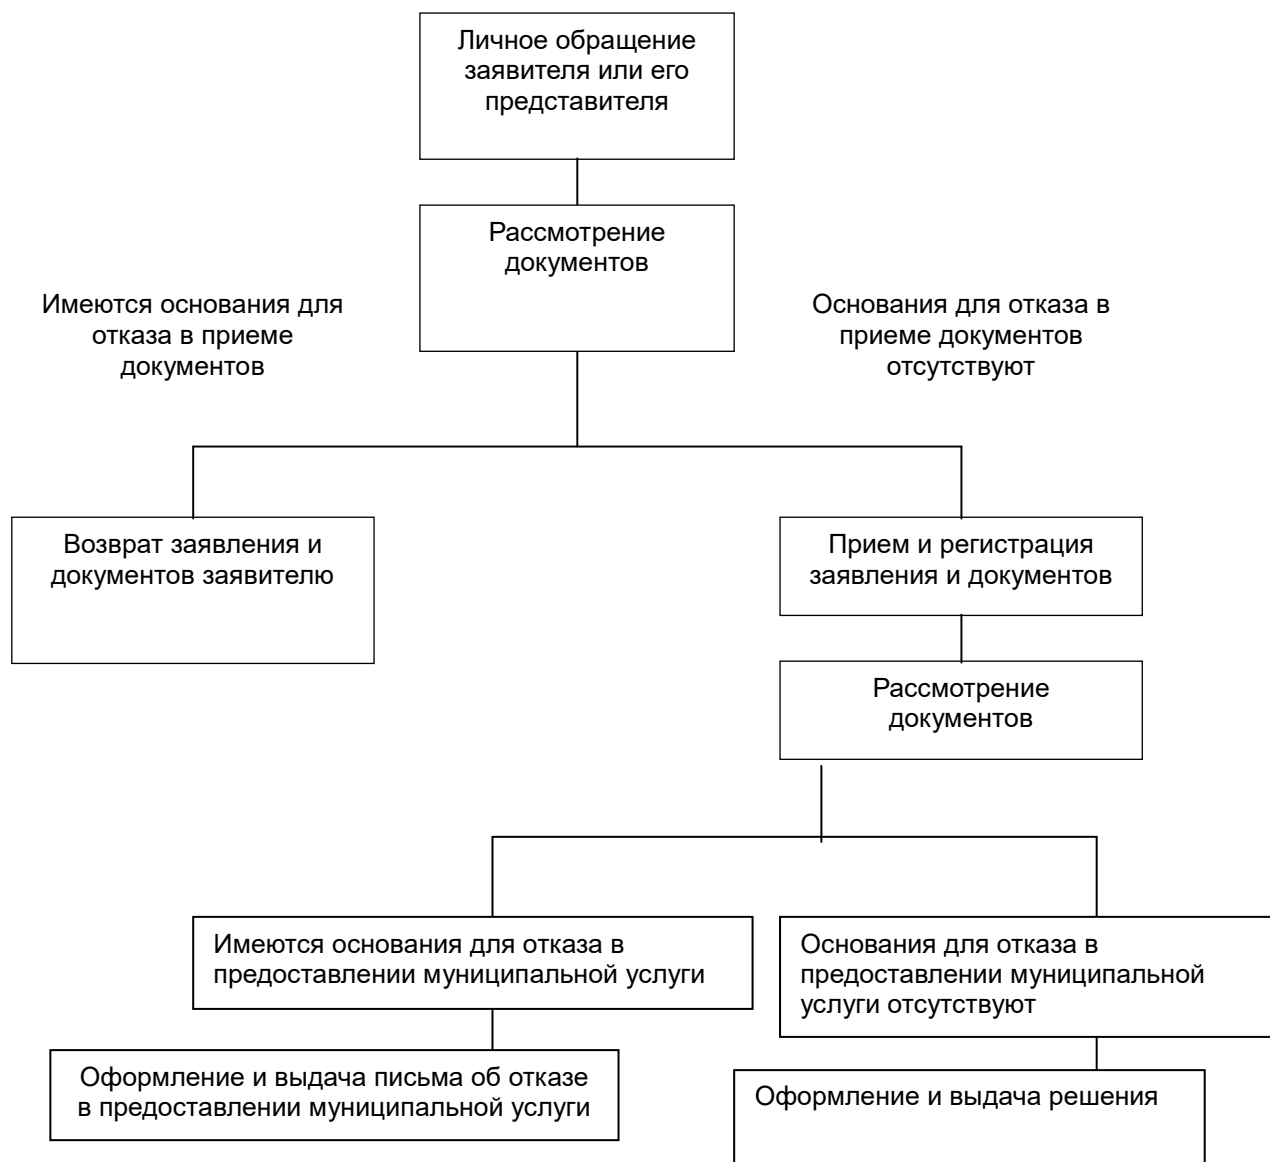 Личное обращение
заявителя или его
представителя
Рассмотрение
документов
Имеются основания для
отказа в приеме
документов
Основания для отказа в
приеме документов
отсутствуют
Возврат заявления и
документов заявителю
Прием и регистрация
заявления и документов
Рассмотрение
документов
Имеются основания для отказа в
предоставлении муниципальной услуги
Основания для отказа в
предоставлении муниципальной
услуги отсутствуют
Оформление и выдача письма об отказе
в предоставлении муниципальной услуги
Оформление и выдача решения